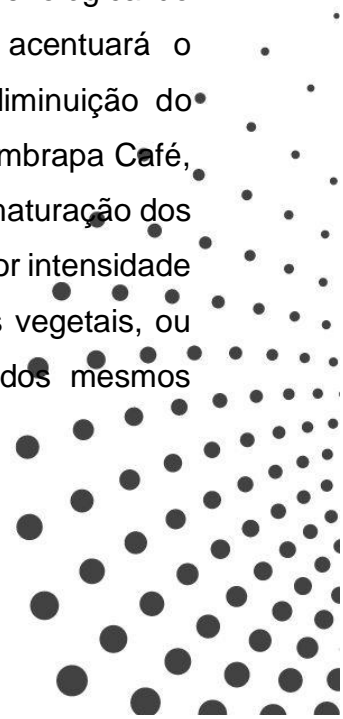 acentuará o
diminuição do
Embrapa Café,
maturação dos
or intensidade
s vegetais, ou
dos mesmos